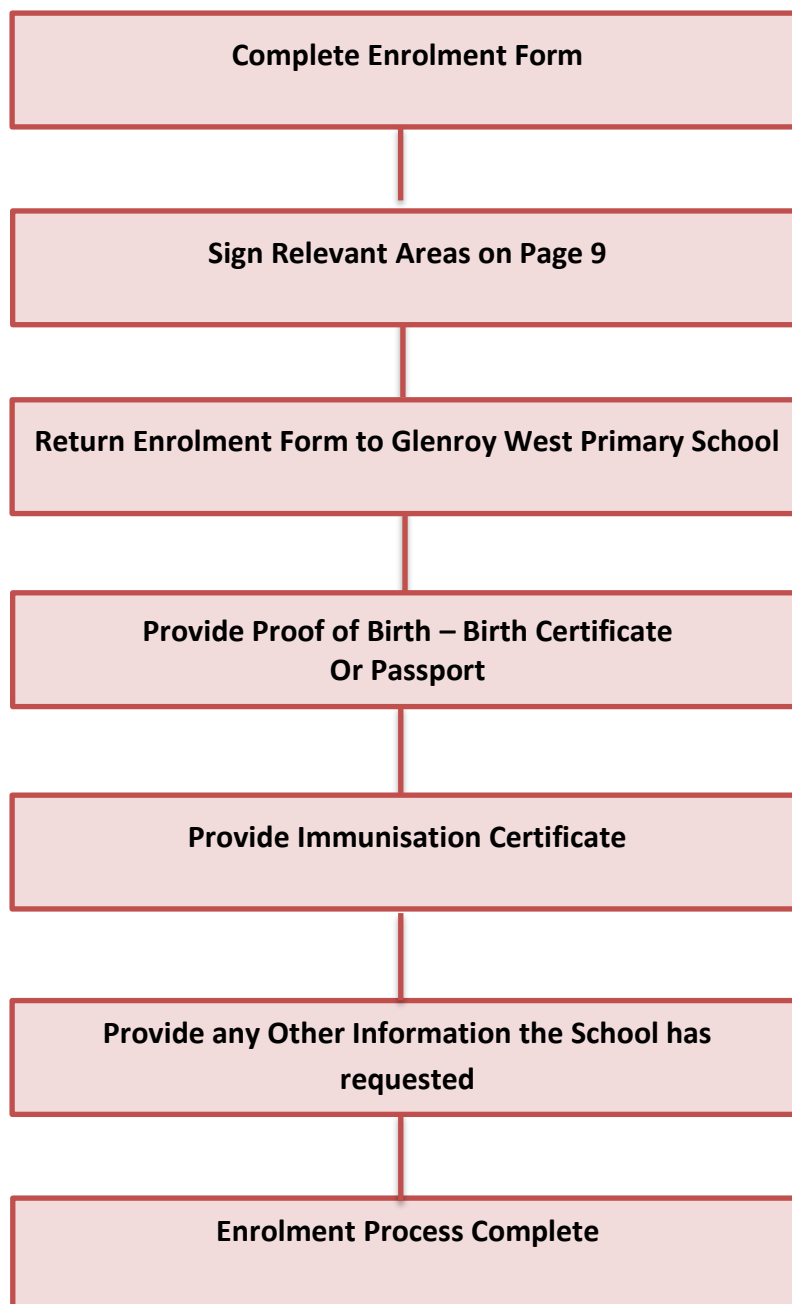 Complete Enrolment Form
Sign Relevant Areas on Page 9
Return Enrolment Form to Glenroy West Primary School
Provide Proof of Birth – Birth Certificate
Or Passport
Provide Immunisation Certificate
Provide any Other Information the School has
requested
Enrolment Process Complete